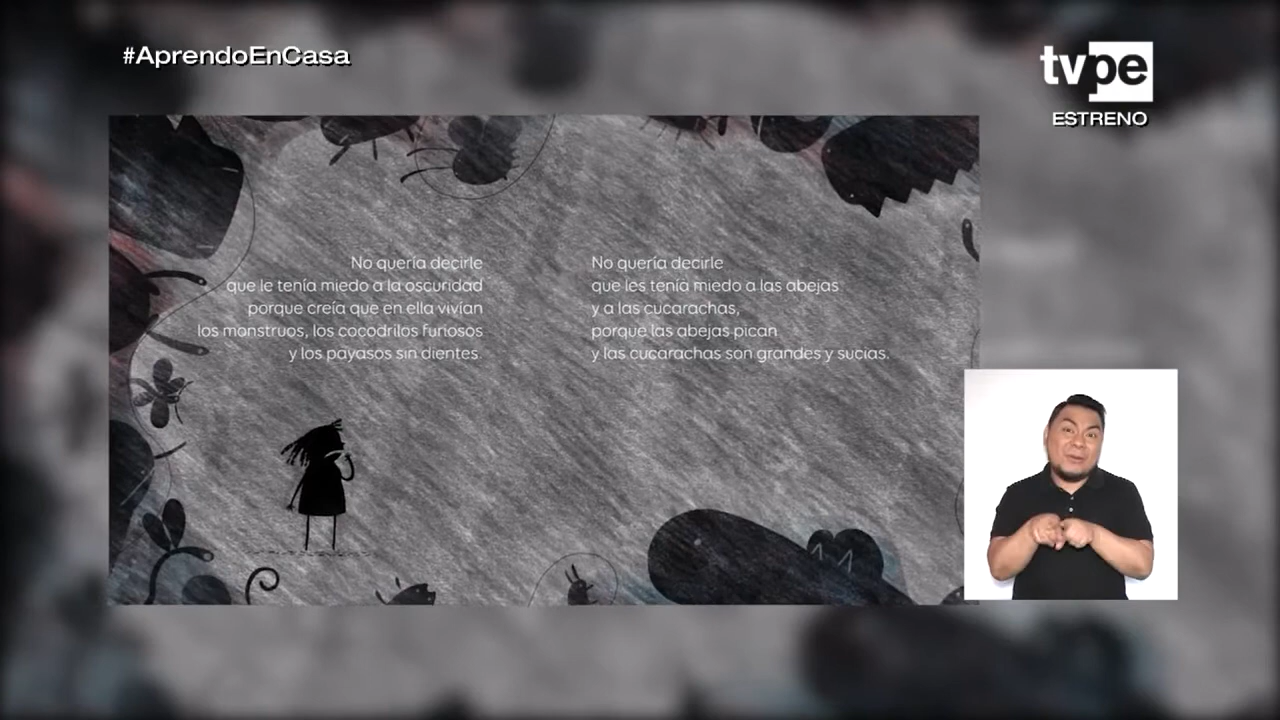 #AprendoEnCasa
tvpe
ESTRENO
No quería decirle
que le tenía miedo a la oscuridad
porque creía que en ella vivían
los monstruos, los cocodrilos furiosos
y los payasos sin dientes.
No quería decirle
que les tenía miedo a las abejas
y a las cucarachas,
porque las abejas pican
y las cucarachas son grandes y sucias.